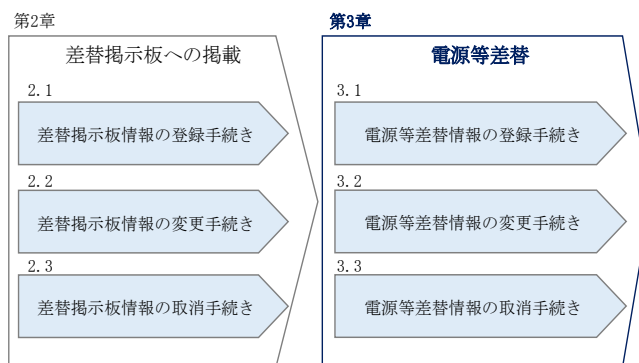 第2章
差替掲示板への掲載
2.1
差替掲示板情報の登録手続き
2.2
差替掲示板情報の変更手続き
2.3
差替掲示板情報の取消手続き
第3章
電源等差替
3.1
電源等差替情報の登録手続き
3.2
電源等差替情報の変更手続き
3.3
電源等差替情報の取消手続き